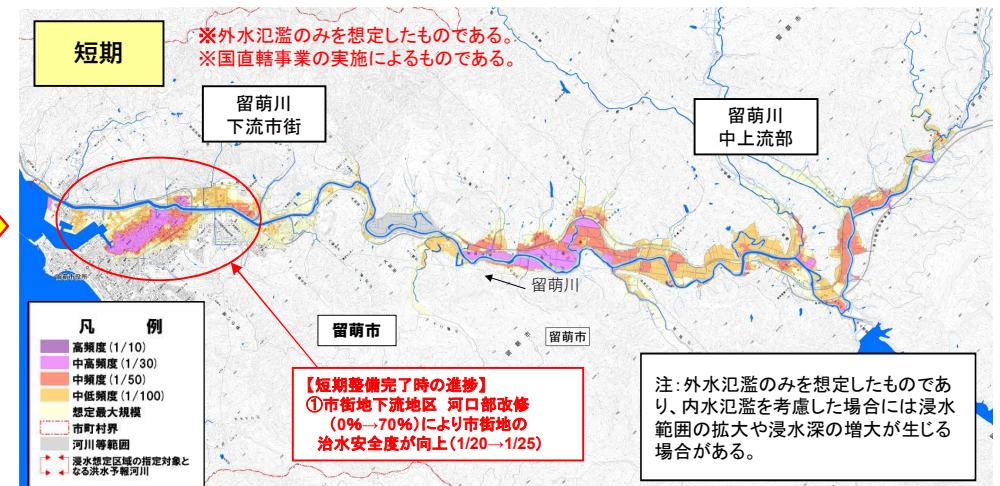 短期
※外水氾濫のみを想定したものである。
※国直轄事業の実施によるものである。
留萌川
下流市街
留萌川
中上流部
留萌市役所
留萌川
留萌市
留萌市
凡 例
高頻度(1/10)
中高頻度(1/30)
中頻度(1/50)
中低頻度(1/100)
想定最大規模
市町村界
河川等範囲
浸水想定区域の指定対象と
なる洪水予報河川
【短期整備完了時の進捗】
①市街地下流地区 河口部改修
(0%→70%)により市街地の
治水安全度が向上(1/20→1/25)
注:外水氾濫のみを想定したものであ
り、内水氾濫を考慮した場合には浸水
範囲の拡大や浸水深の増大が生じる
場合がある。